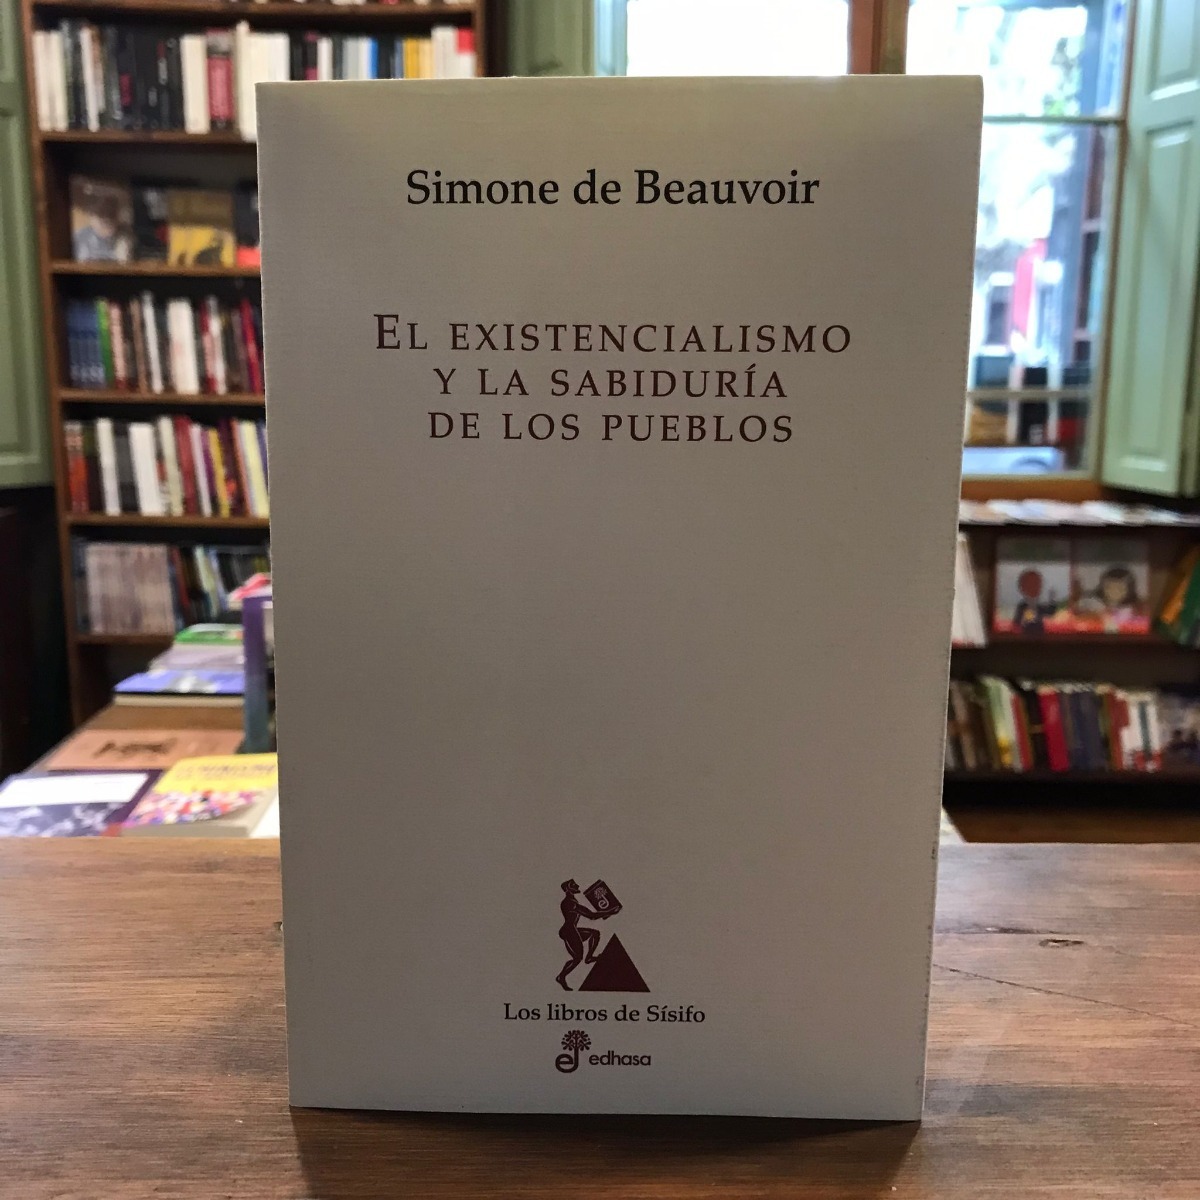 Simone de Beauvoir
EL EXISTENCIALISMO
Y LA SABIDURÍA
DE LOS PUEBLOS
Los libros de Sísifo
edhasa